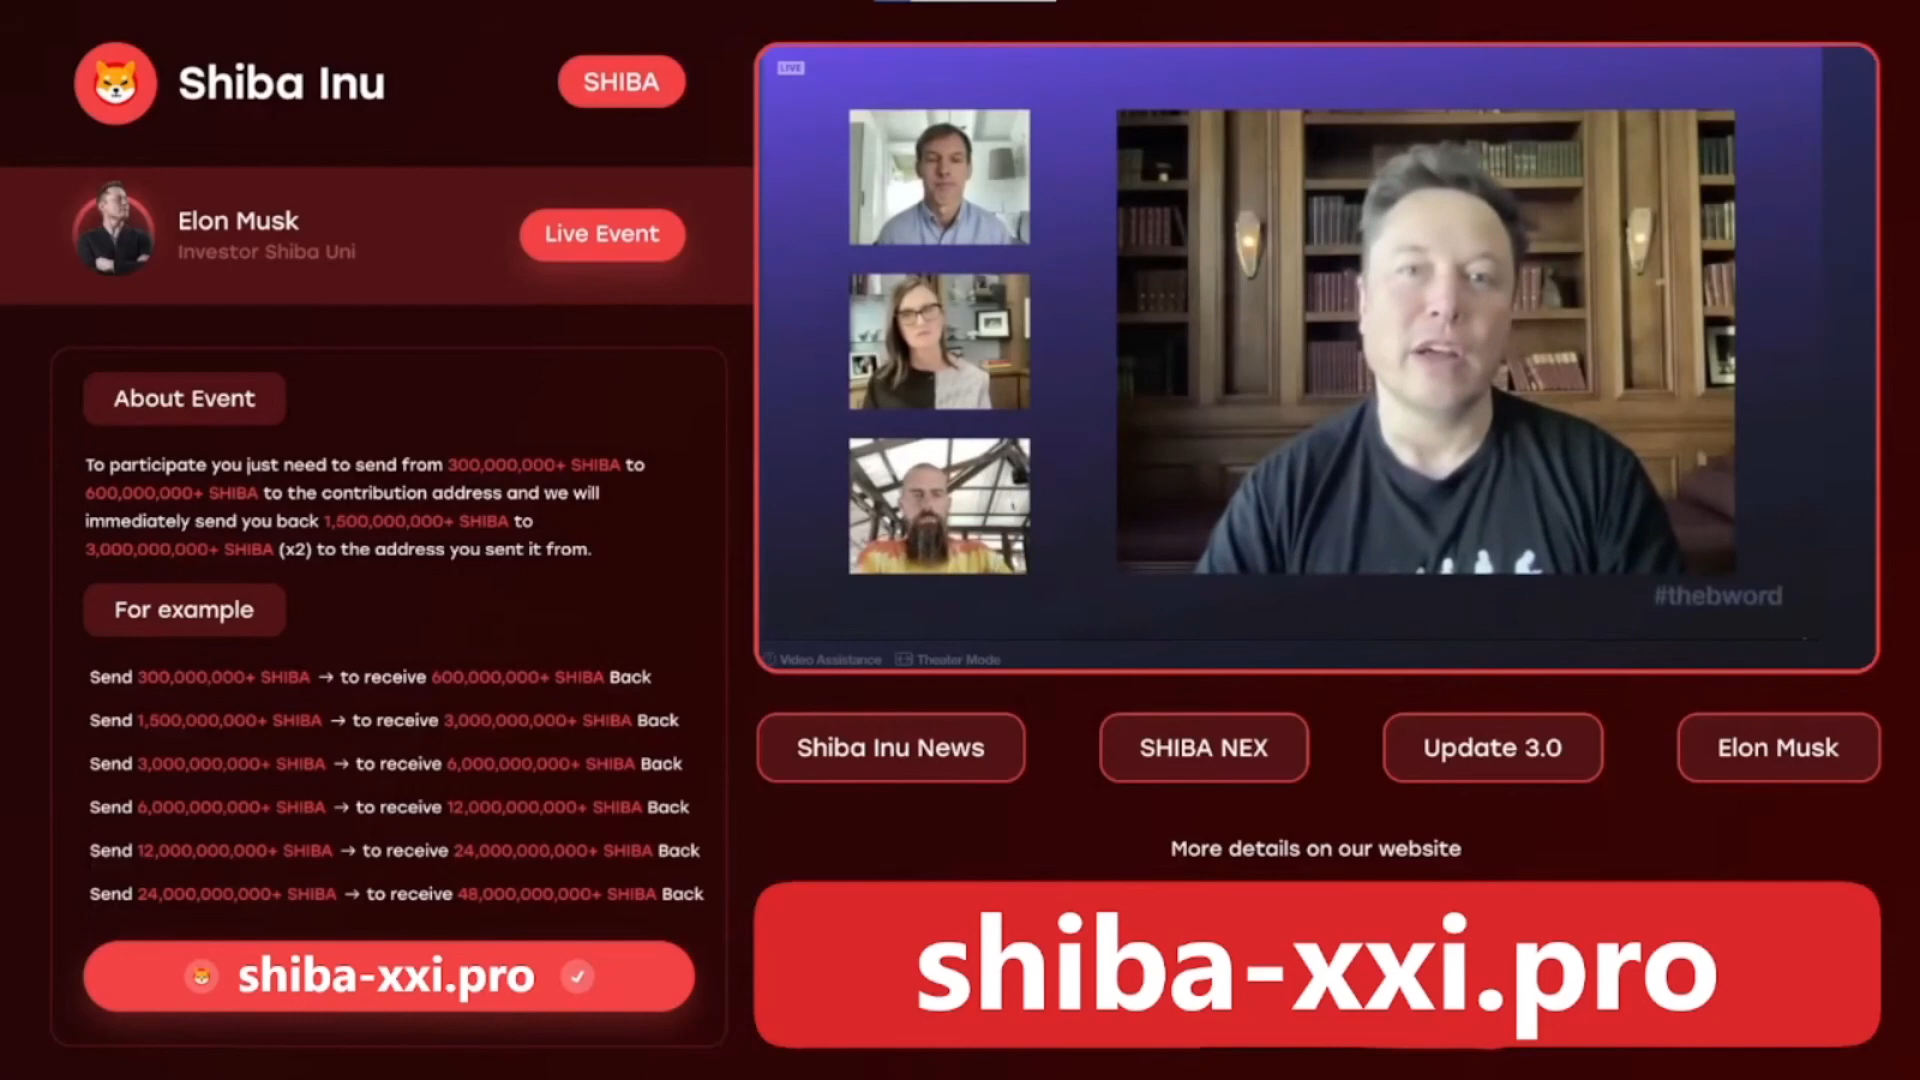 Shiba Inu
SHIBA
Elon Musk
Investor Shiba Uni
Live Event
About Event
To participate you just need to send from 300,000,000+ SHIBA to
600,000,000+ SHIBA to the contribution address and we will
immediately send you back 1,500,000,000+ SHIBA to
3,000,000,000+ SHIBA (x2) to the address you sent it from.
For example
Send 300,000,000+ SHIBA → to receive 600,000,000+ SHIBA Back
Send 1,500,000,000+ SHIBA → to receive 3,000,000,000+ SHIBA Back
Send 3,000,000,000+ SHIBA → to receive 6,000,000,000+ SHIBA Back
Send 6,000,000,000+ SHIBA → to receive 12,000,000,000+ SHIBA Back
Send 12,000,000,000+ SHIBA → to receive 24,000,000,000+ SHIBA Back
Send 24,000,000,000+ SHIBA → to receive 48,000,000,000+ SHIBA Back
shiba-xxi.pro
LIVE
#thebword
Video Assistance
Theater Mode
Shiba Inu News
SHIBA NEX
Update 3.0
Elon Musk
More details on our website
shiba-xxi.pro